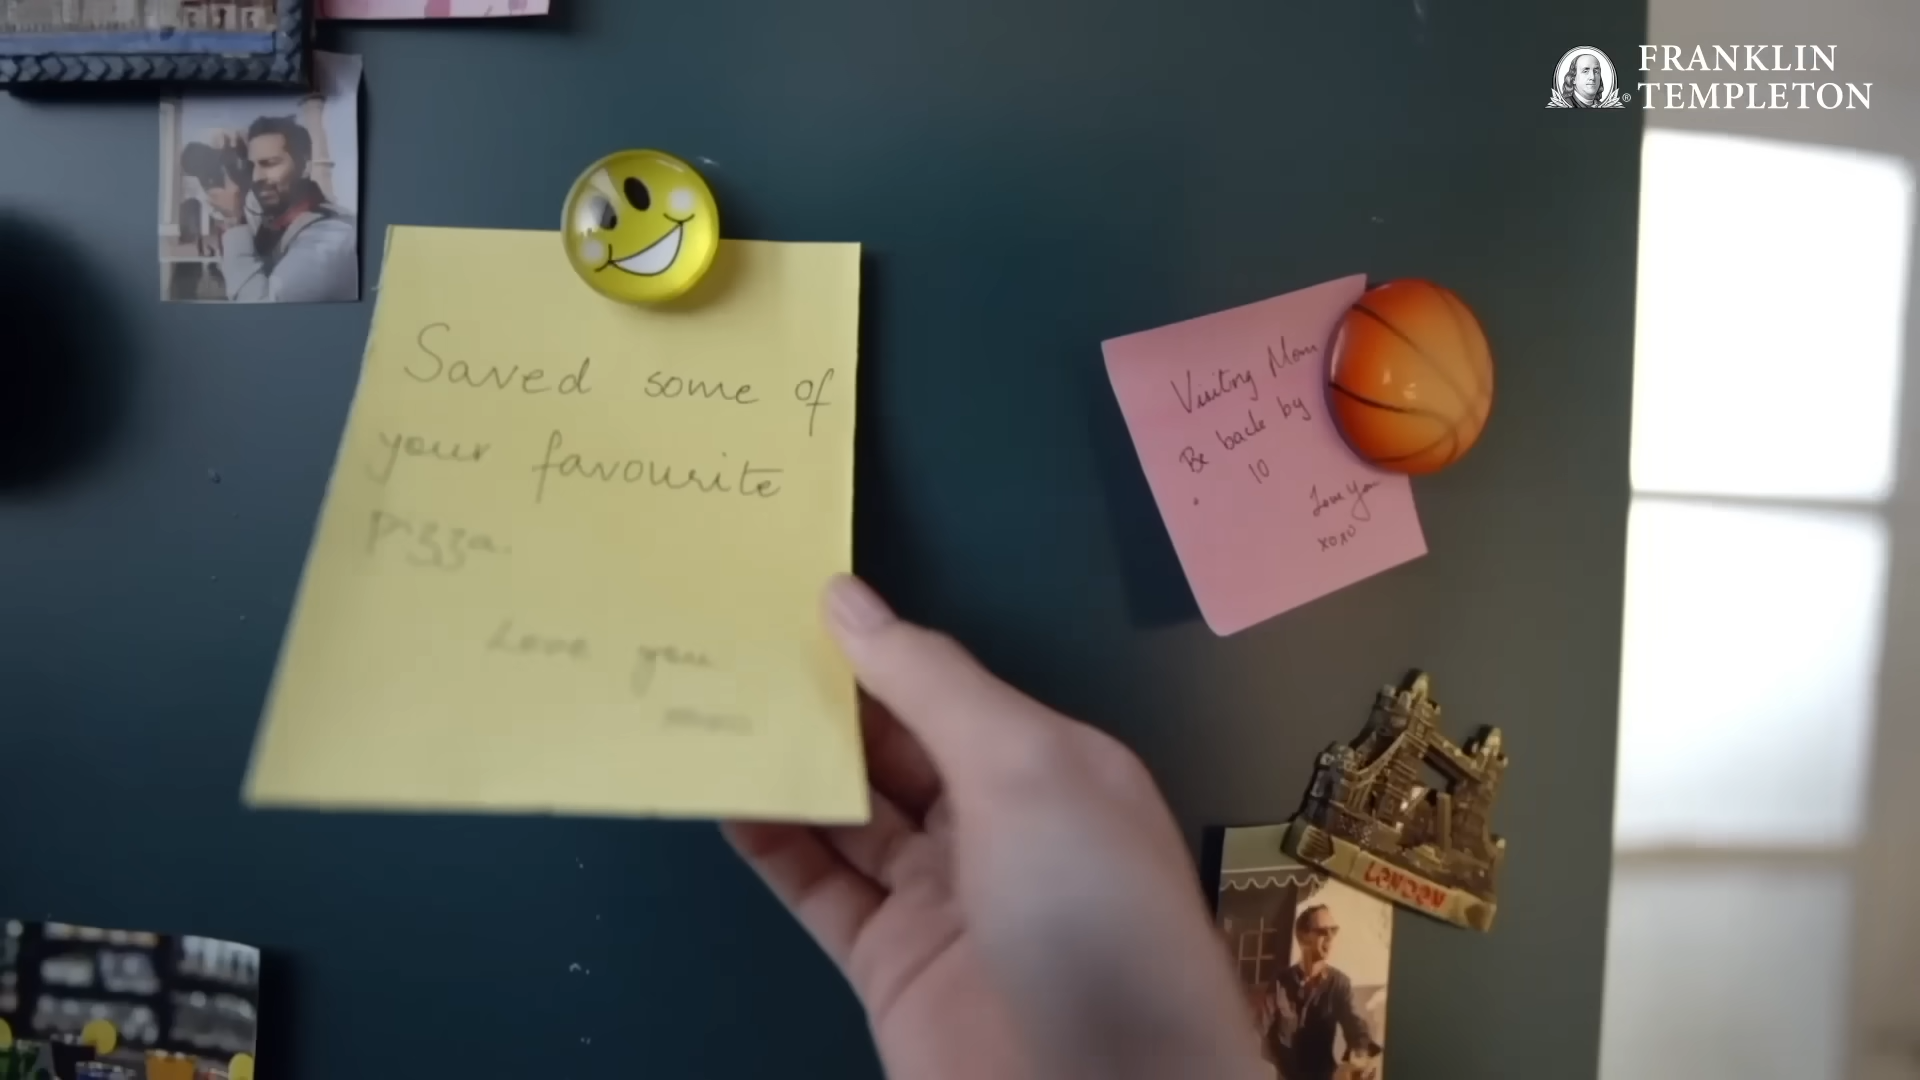 FRANKLIN
TEMPLETON
Saved some of
your favourite
pizza.
Love you
Visiting Mom
Be back by
10
Love You
xoxo
LONDON